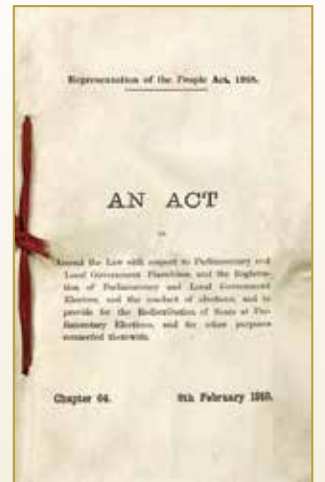 Representation of the People Act, 1918.
AN ACT
TO
Amend the Law with respect to Parliamentary and
Local Government Franchises, and the Registra-
tion of Parliamentary and Local Government
Electors, and the conduct of elections, and to
provide for the Redistribution of Seats at Par-
liamentary Elections, and for other purposes
connected therewith.
Chapter 64. 6th February 1918.